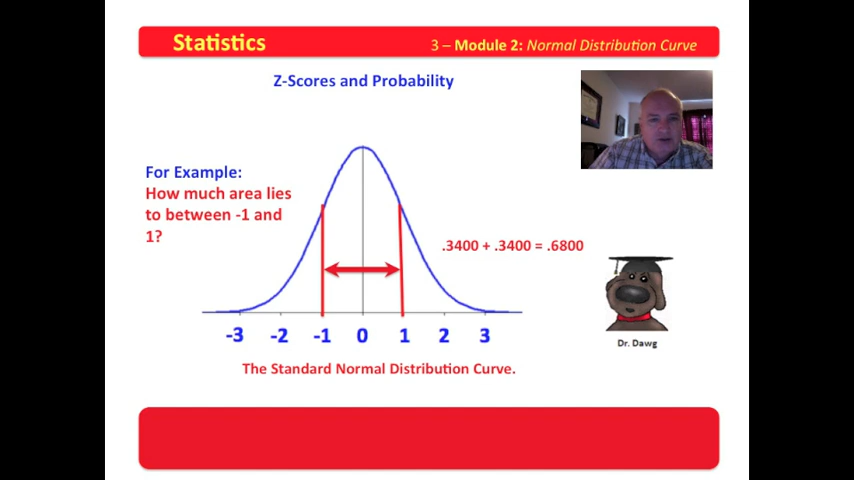 Statistics
3 – Module 2: Normal Distribution Curve
Z-Scores and Probability
For Example:
How much area lies
to between -1 and
1?
.3400 + .3400 = .6800
-3 -2 -1 0 1 2 3
Dr. Dawg
The Standard Normal Distribution Curve.